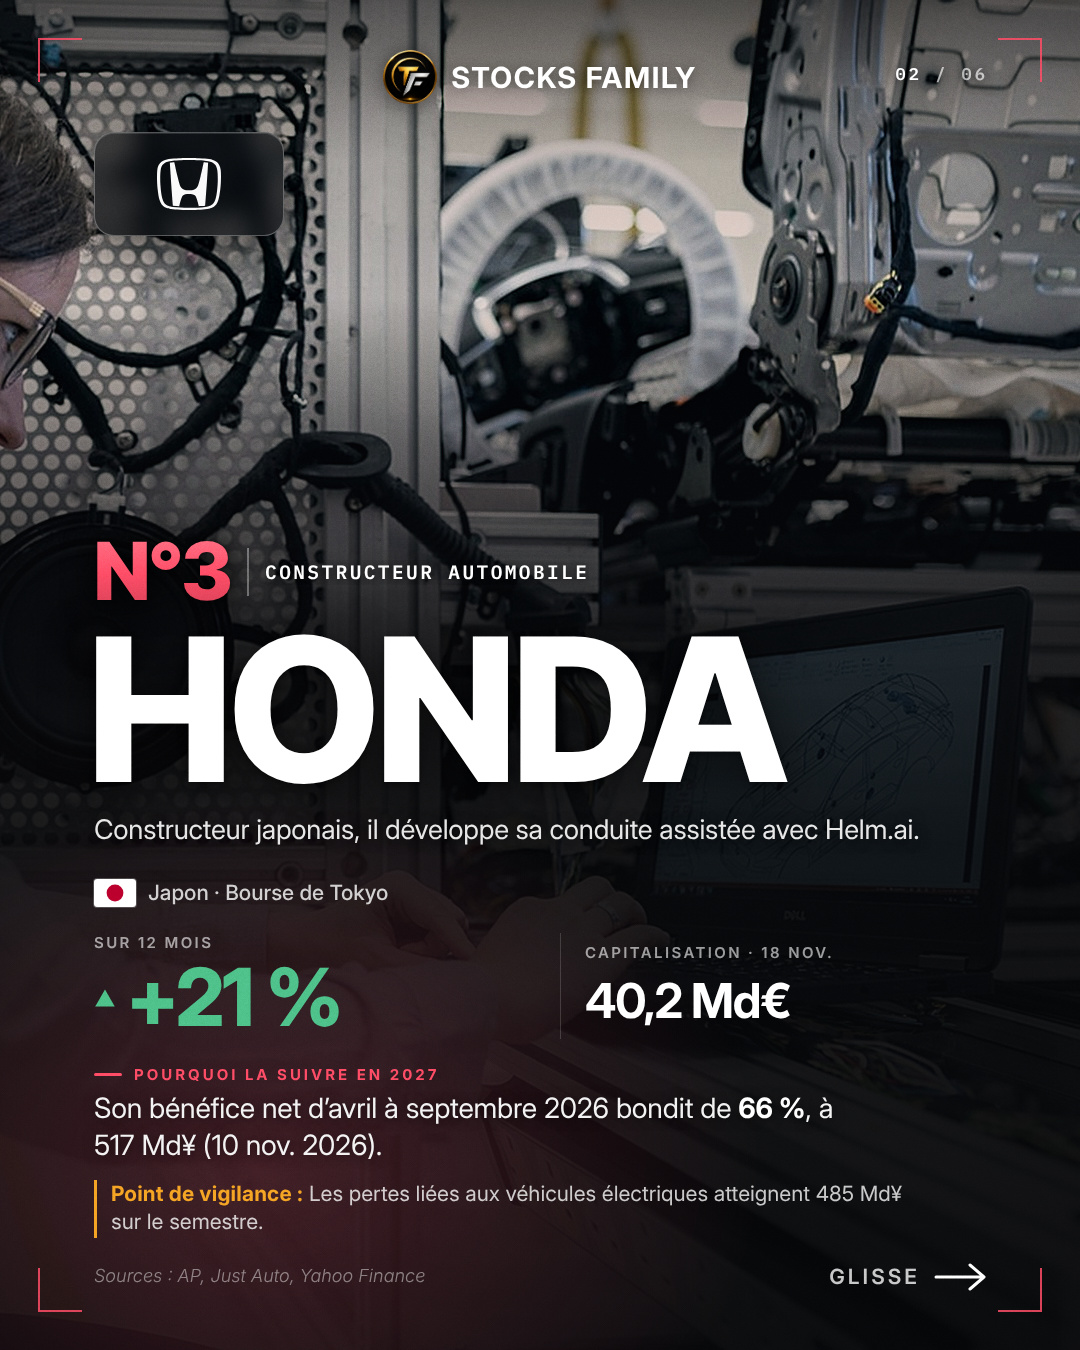 TF
STOCKS FAMILY
02 / 06
N°3
CONSTRUCTEUR AUTOMOBILE
HONDA
Constructeur japonais, il développe sa conduite assistée avec Helm.ai.
Japon · Bourse de Tokyo
SUR 12 MOIS
▲ +21 %
CAPITALISATION · 18 NOV.
40,2 Md€
POURQUOI LA SUIVRE EN 2027
Son bénéfice net d’avril à septembre 2026 bondit de 66 %, à
517 Md¥ (10 nov. 2026).
Point de vigilance : Les pertes liées aux véhicules électriques atteignent 485 Md¥
sur le semestre.
Sources : AP, Just Auto, Yahoo Finance
GLISSE →
DELL